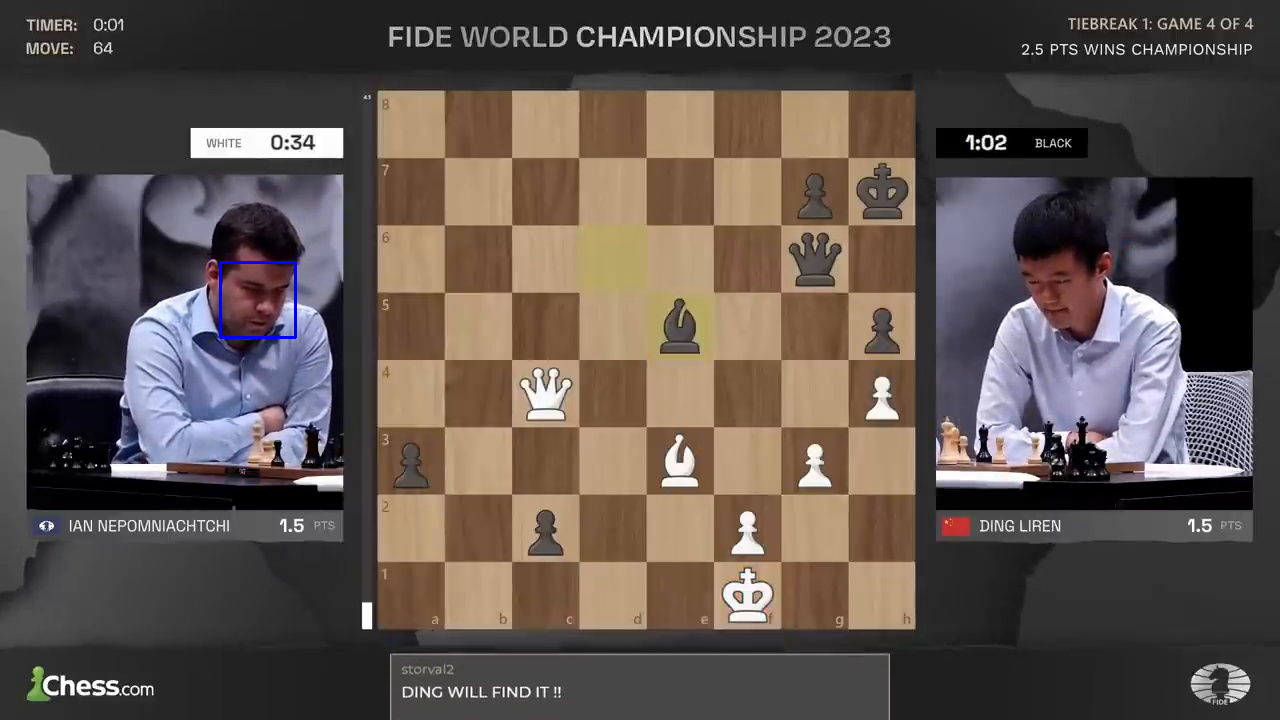 TIMER: 0:01
MOVE: 64
FIDE WORLD CHAMPIONSHIP 2023
TIEBREAK 1: GAME 4 OF 4
2.5 PTS WINS CHAMPIONSHIP
WHITE 0:34
1:02 BLACK
8
7
6
5
4
3
2
1
a b c d e f g h
IAN NEPOMNIACHTCHI 1.5 PTS
DING LIREN 1.5 PTS
storval2
DING WILL FIND IT !!
Chess.com
FIDE